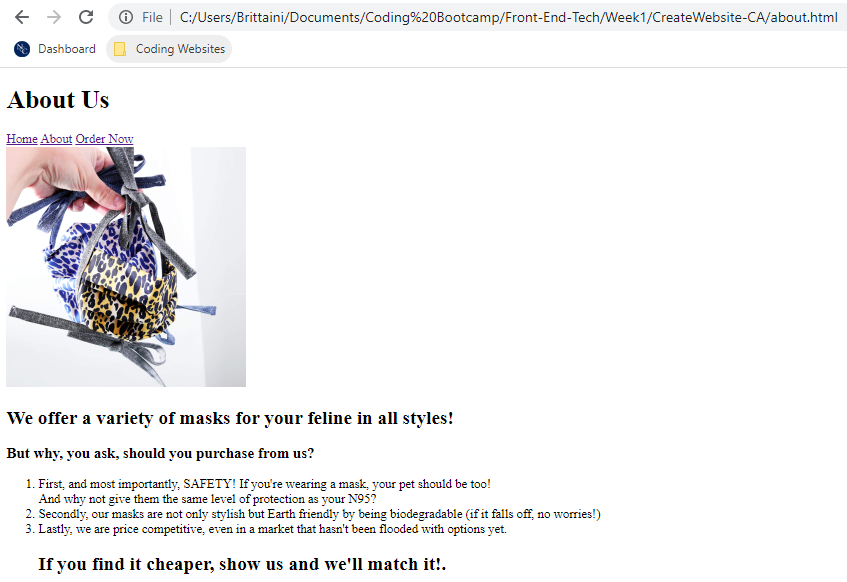 File | C:/Users/Brittaini/Documents/Coding%20Bootcamp/Front-End-Tech/Week1/CreateWebsite-CA/about.html
Dashboard Coding Websites
About Us
Home About Order Now
We offer a variety of masks for your feline in all styles!
But why, you ask, should you purchase from us?
1. First, and most importantly, SAFETY! If you're wearing a mask, your pet should be too!
And why not give them the same level of protection as your N95?
2. Secondly, our masks are not only stylish but Earth friendly by being biodegradable (if it falls off, no worries!)
3. Lastly, we are price competitive, even in a market that hasn't been flooded with options yet.
If you find it cheaper, show us and we'll match it!.